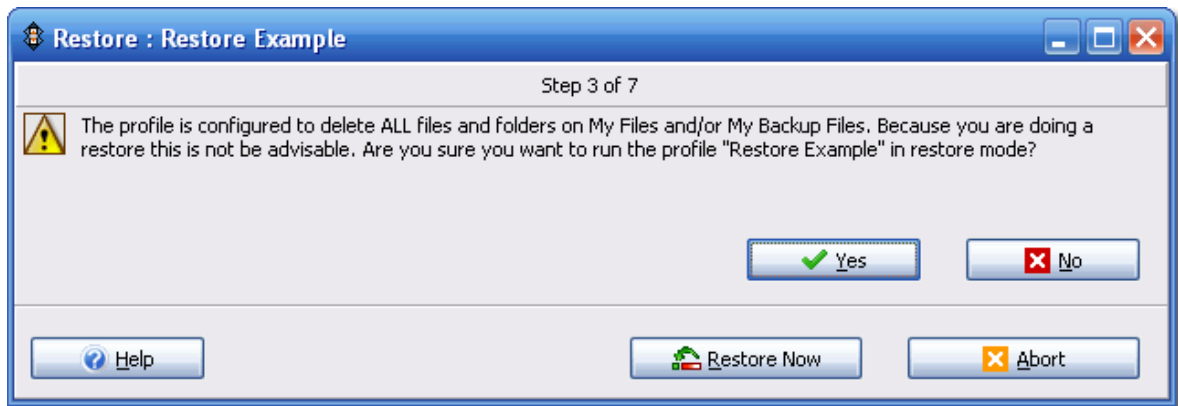 Restore : Restore Example
Step 3 of 7
The profile is configured to delete ALL files and folders on My Files and/or My Backup Files. Because you are doing a
restore this is not be advisable. Are you sure you want to run the profile "Restore Example" in restore mode?
Yes
No
Help
Restore Now
Abort